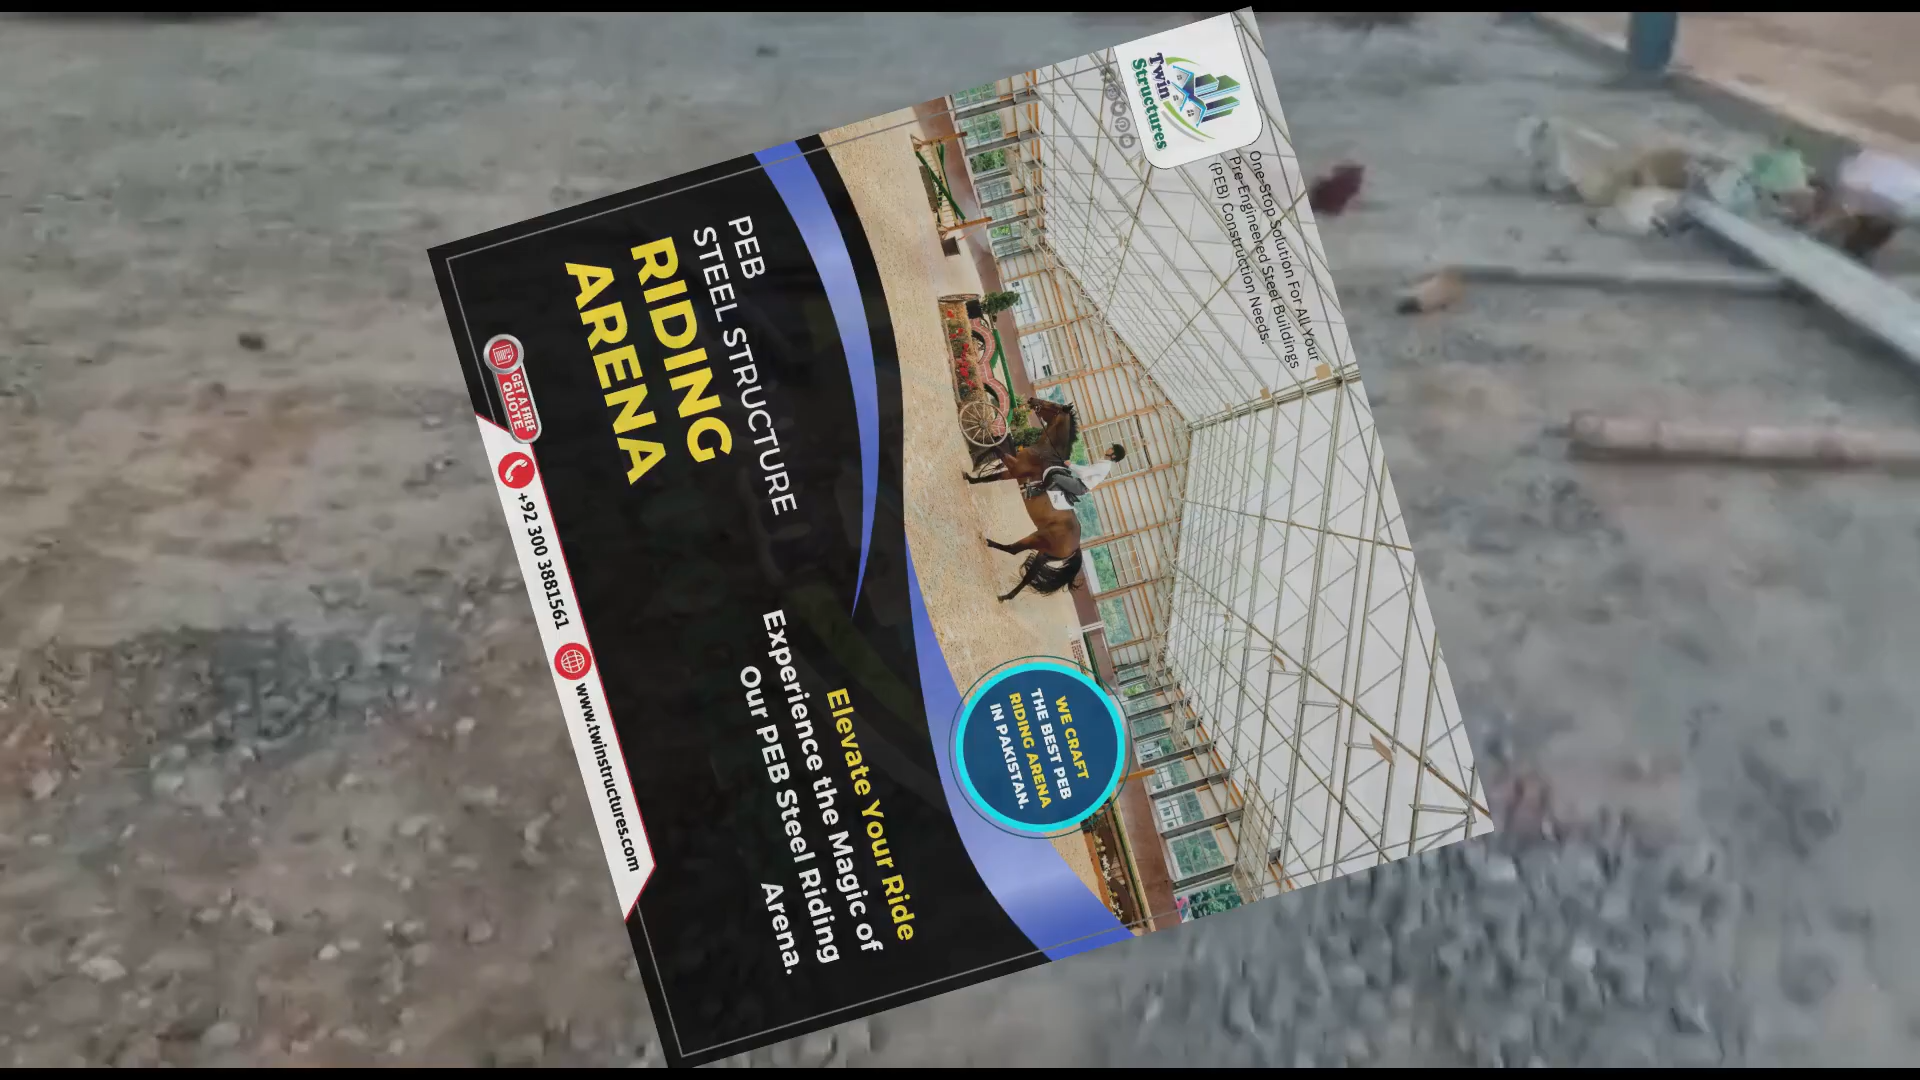 Twin
Structures
One-Stop Solution For All Your
Pre-Engineered Steel Buildings
(PEB) Construction Needs.
WE CRAFT
THE BEST PEB
RIDING ARENA
IN PAKISTAN.
PEB
STEEL STRUCTURE
RIDING
ARENA
Elevate Your Ride
Experience the Magic of
Our PEB Steel Riding
Arena.
GET A FREE
QUOTE
+92 300 3881561
www.twinstructures.com